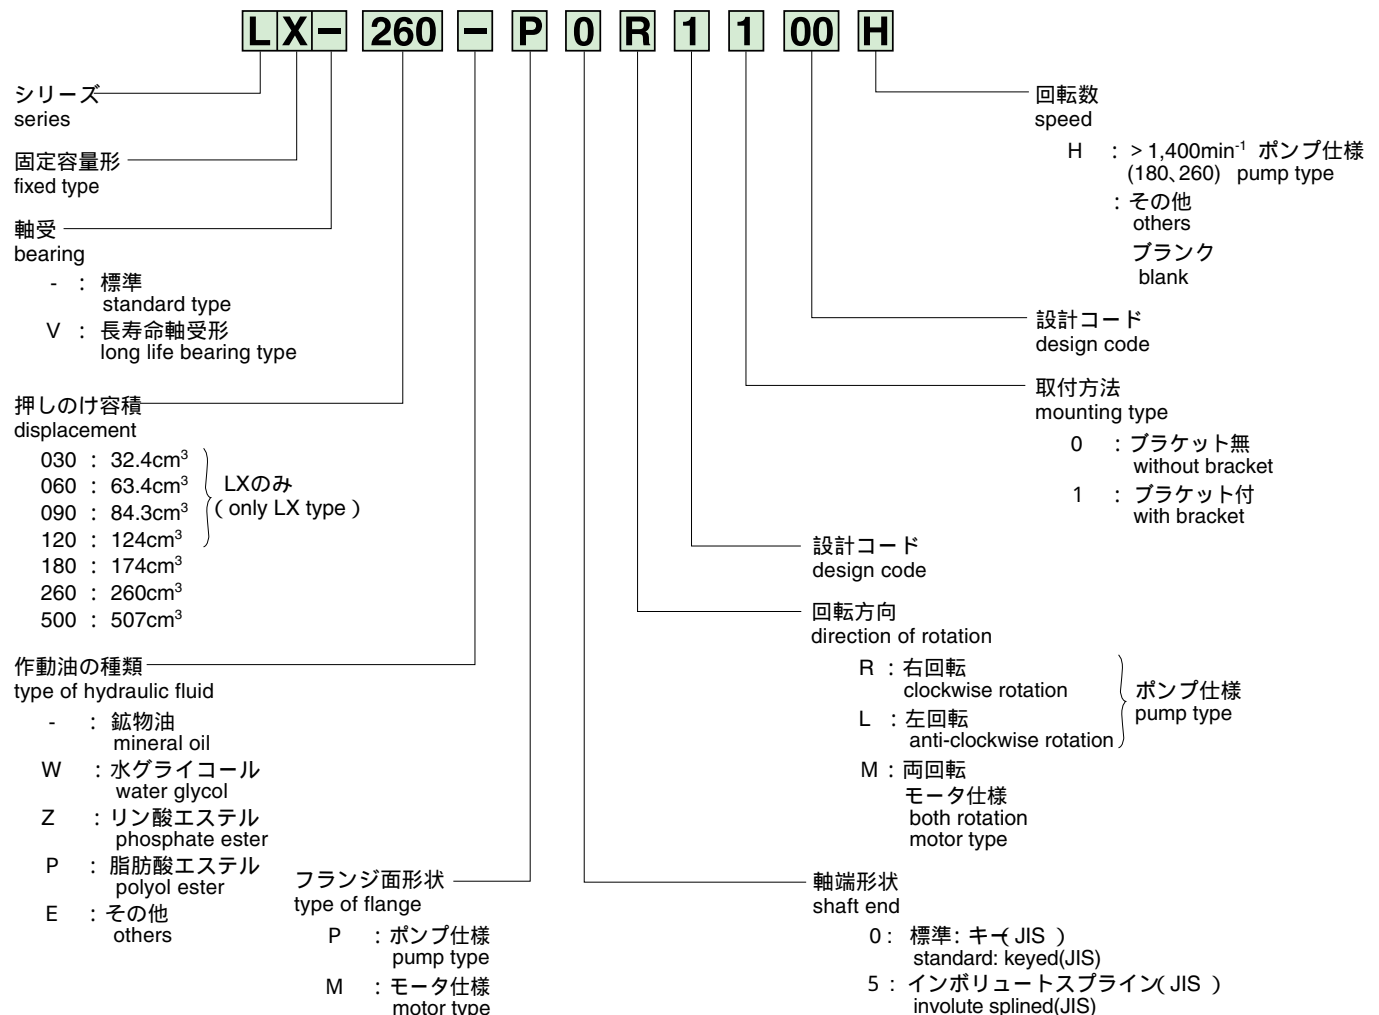 LX- 260 - P 0 R 1 1 00 H
シリーズ
series
固定容量形
fixed type
軸受
bearing
- : 標準
standard type
V : 長寿命軸受形
long life bearing type
押しのけ容積
displacement
030 : 32.4cm³
060 : 63.4cm³
090 : 84.3cm³
120 : 124cm³
LXのみ
(only LX type)
180 : 174cm³
260 : 260cm³
500 : 507cm³
作動油の種類
type of hydraulic fluid
- : 鉱物油
mineral oil
W : 水グライコール
water glycol
Z : リン酸エステル
phosphate ester
P : 脂肪酸エステル
polyol ester
E : その他
others
フランジ面形状
type of flange
P : ポンプ仕様
pump type
M : モータ仕様
motor type
回転数
speed
H : >1,400min⁻¹ ポンプ仕様
(180、260) pump type
: その他
others
ブランク
blank
設計コード
design code
取付方法
mounting type
0 : ブラケット無
without bracket
1 : ブラケット付
with bracket
設計コード
design code
回転方向
direction of rotation
R : 右回転
clockwise rotation
L : 左回転
anti-clockwise rotation
ポンプ仕様
pump type
M : 両回転
モータ仕様
both rotation
motor type
軸端形状
shaft end
0 : 標準: キー(JIS)
standard: keyed(JIS)
5 : インボリュートスプライン(JIS)
involute splined(JIS)